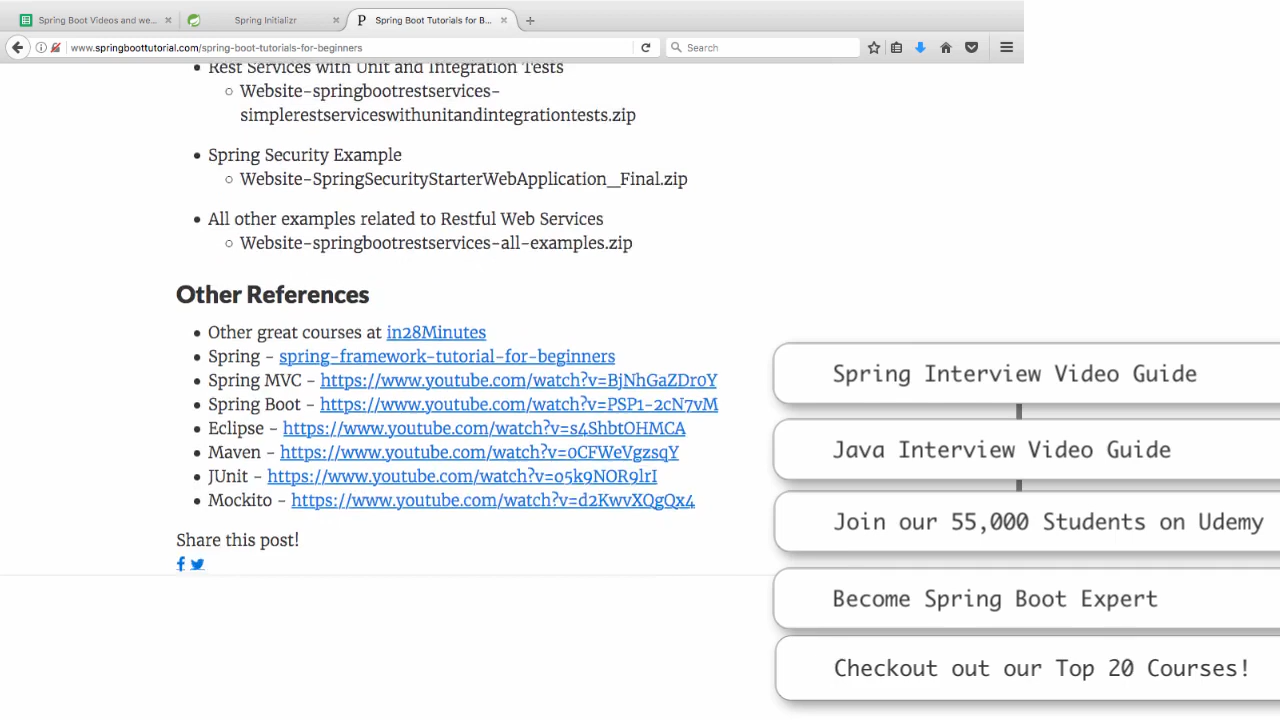 Spring Boot Videos and we...
Spring Initializr
Spring Boot Tutorials for B...
www.springboottutorial.com/spring-boot-tutorials-for-beginners
Search
Rest Services with Unit and Integration Tests
Website-springbootrestservices-
simplerestserviceswithunitandintegrationtests.zip
Spring Security Example
Website-SpringSecurityStarterWebApplication_Final.zip
All other examples related to Restful Web Services
Website-springbootrestservices-all-examples.zip
Other References
Other great courses at in28Minutes
Spring - spring-framework-tutorial-for-beginners
Spring MVC - https://www.youtube.com/watch?v=BjNhGaZDr0Y
Spring Boot - https://www.youtube.com/watch?v=PSP1-2cN7vM
Eclipse - https://www.youtube.com/watch?v=s4ShbtOHMCA
Maven - https://www.youtube.com/watch?v=0CFWeVgzsqY
JUnit - https://www.youtube.com/watch?v=o5k9NOR9lrI
Mockito - https://www.youtube.com/watch?v=d2KwvXQgQx4
Share this post!
Spring Interview Video Guide
Java Interview Video Guide
Join our 55,000 Students on Udemy
Become Spring Boot Expert
Checkout out our Top 20 Courses!